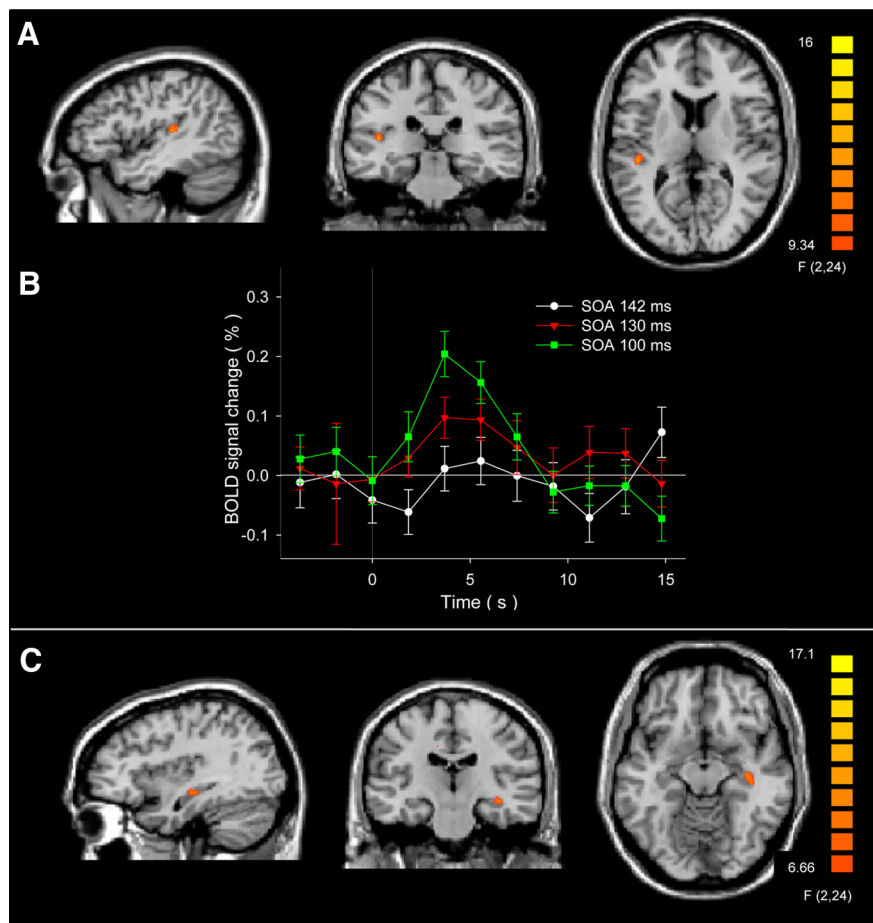 A
16
9.34
F (2,24)
B
BOLD signal change ( % )
0.3
0.2
0.1
0.0
-0.1
SOA 142 ms
SOA 130 ms
SOA 100 ms
0
5
10
15
Time ( s )
C
17.1
6.66
F (2,24)